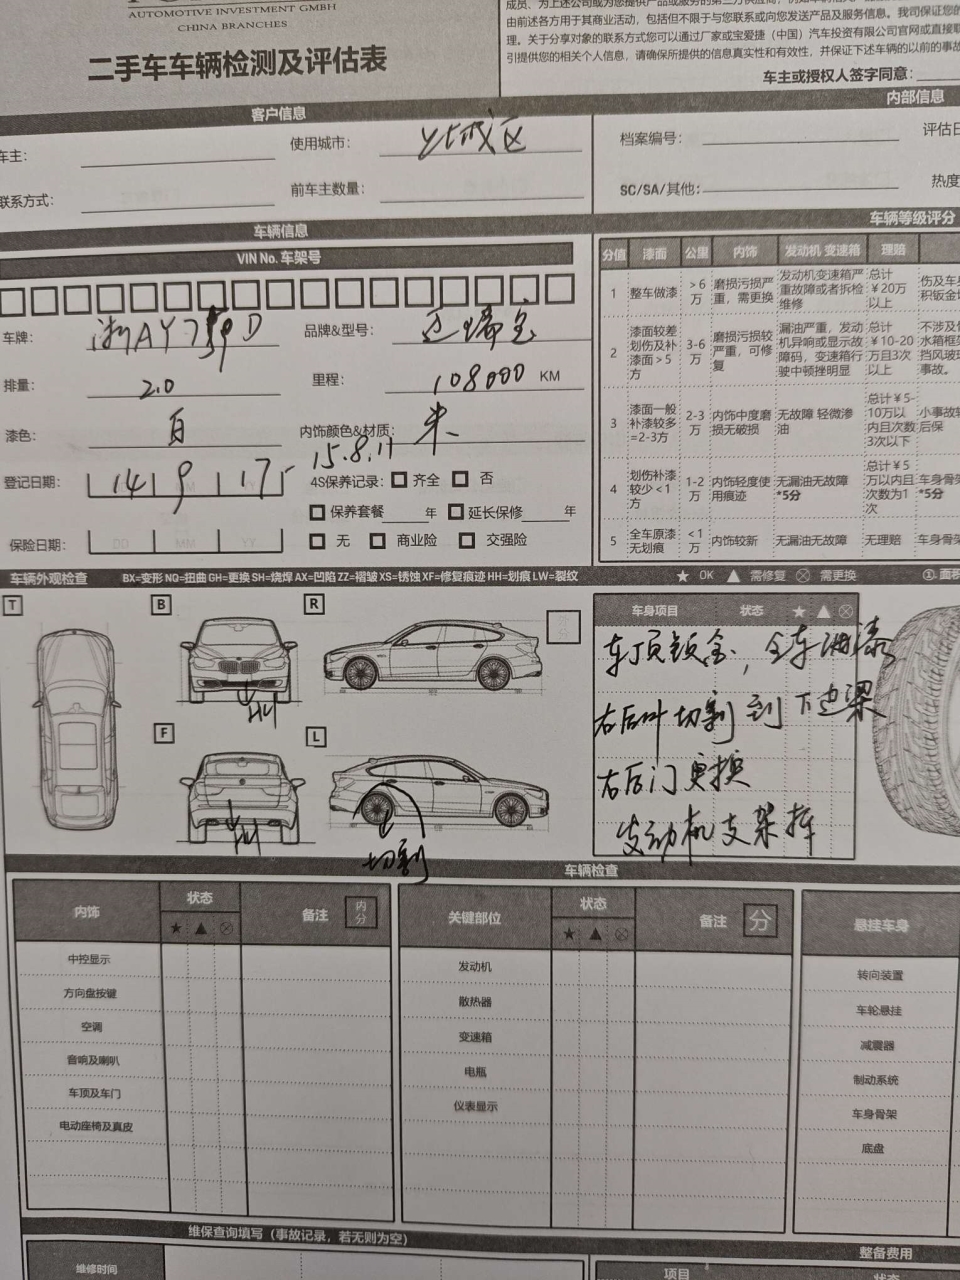 AUTOMOTIVE INVESTMENT GMBH
CHINA BRANCHES
二手车车辆检测及评估表
由前述各方用于其商业活动，包括但不限于与您联系或向您发送产品及服务信息。我司保证您的
理。关于分享对象的联系方式您可以通过厂家或宝爱捷（中国）汽车投资有限公司官网或直接联
引提供您的相关个人信息，请确保所提供的信息真实性和有效性，并保证下述车辆的以前的事故
车主或授权人签字同意：
客户信息
内部信息
车主：
使用城市：
区
联系方式：
前车主数量：
档案编号：
评估日
SC/SA/其他：
热度
车辆信息
VIN No. 车架号
车牌：
品牌&型号：
排量：
2.0
里程：
108000 KM
漆色：
白
内饰颜色&材质：
米
登记日期：
14 9 17
15.8.11
4S保养记录： 齐全 否
保养套餐 年 延长保修 年
保险日期：
DD MM YY
无 商业险 交强险
车辆等级评分
分值 漆面 公里 内饰 发动机 变速箱 理赔
1 整车做漆 >6万 磨损污损严重，需更换 发动机变速箱严重故障或者拆检维修 总计￥20万以上
2 漆面较差划伤及补漆面>5方 3-6万 磨损污损较严重，可修复 漏油严重，发动机异响或显示故障码，变速箱行驶中顿挫明显 总计￥10-20万且3次以上
3 漆面一般补漆较多=2-3方 2-3万 内饰中度磨损无破损 无故障 轻微渗油 总计￥5-10万以内且次数3次以下
4 划伤补漆较少<1方 1-2万 内饰轻度使用痕迹 无漏油无故障 *5分 总计￥5万以内且次数为1次 车身骨架 *5分
5 全车原漆无划痕 <1万 内饰较新 无漏油无故障 无理赔 车身骨架
车辆外观检查
BX=变形 NQ=扭曲 GH=更换 SH=烧焊 AX=凹陷 ZZ=褶皱 XS=锈蚀 XF=修复痕迹 HH=划痕 LW=裂纹
★ OK ▲ 需修复 ⊗ 需更换
①. 面积
T
B
R
F
L
HH
HH
切割
车身项目 状态 ★ ▲ ⊗
车顶钣金，全车油漆
右后叶切割到下边梁
右后门更换
发动机支架掉
车辆检查
内饰 状态 ★ ▲ ⊗ 备注 内分
中控显示
方向盘按键
空调
音响及喇叭
车顶及车门
电动座椅及真皮
关键部位 状态 ★ ▲ ⊗ 备注 分
发动机
散热器
变速箱
电瓶
仪表显示
悬挂车身
转向装置
车轮悬挂
减震器
制动系统
车身骨架
底盘
维保查询填写（事故记录，若无则为空）
整备费用
维修时间
项目
状态